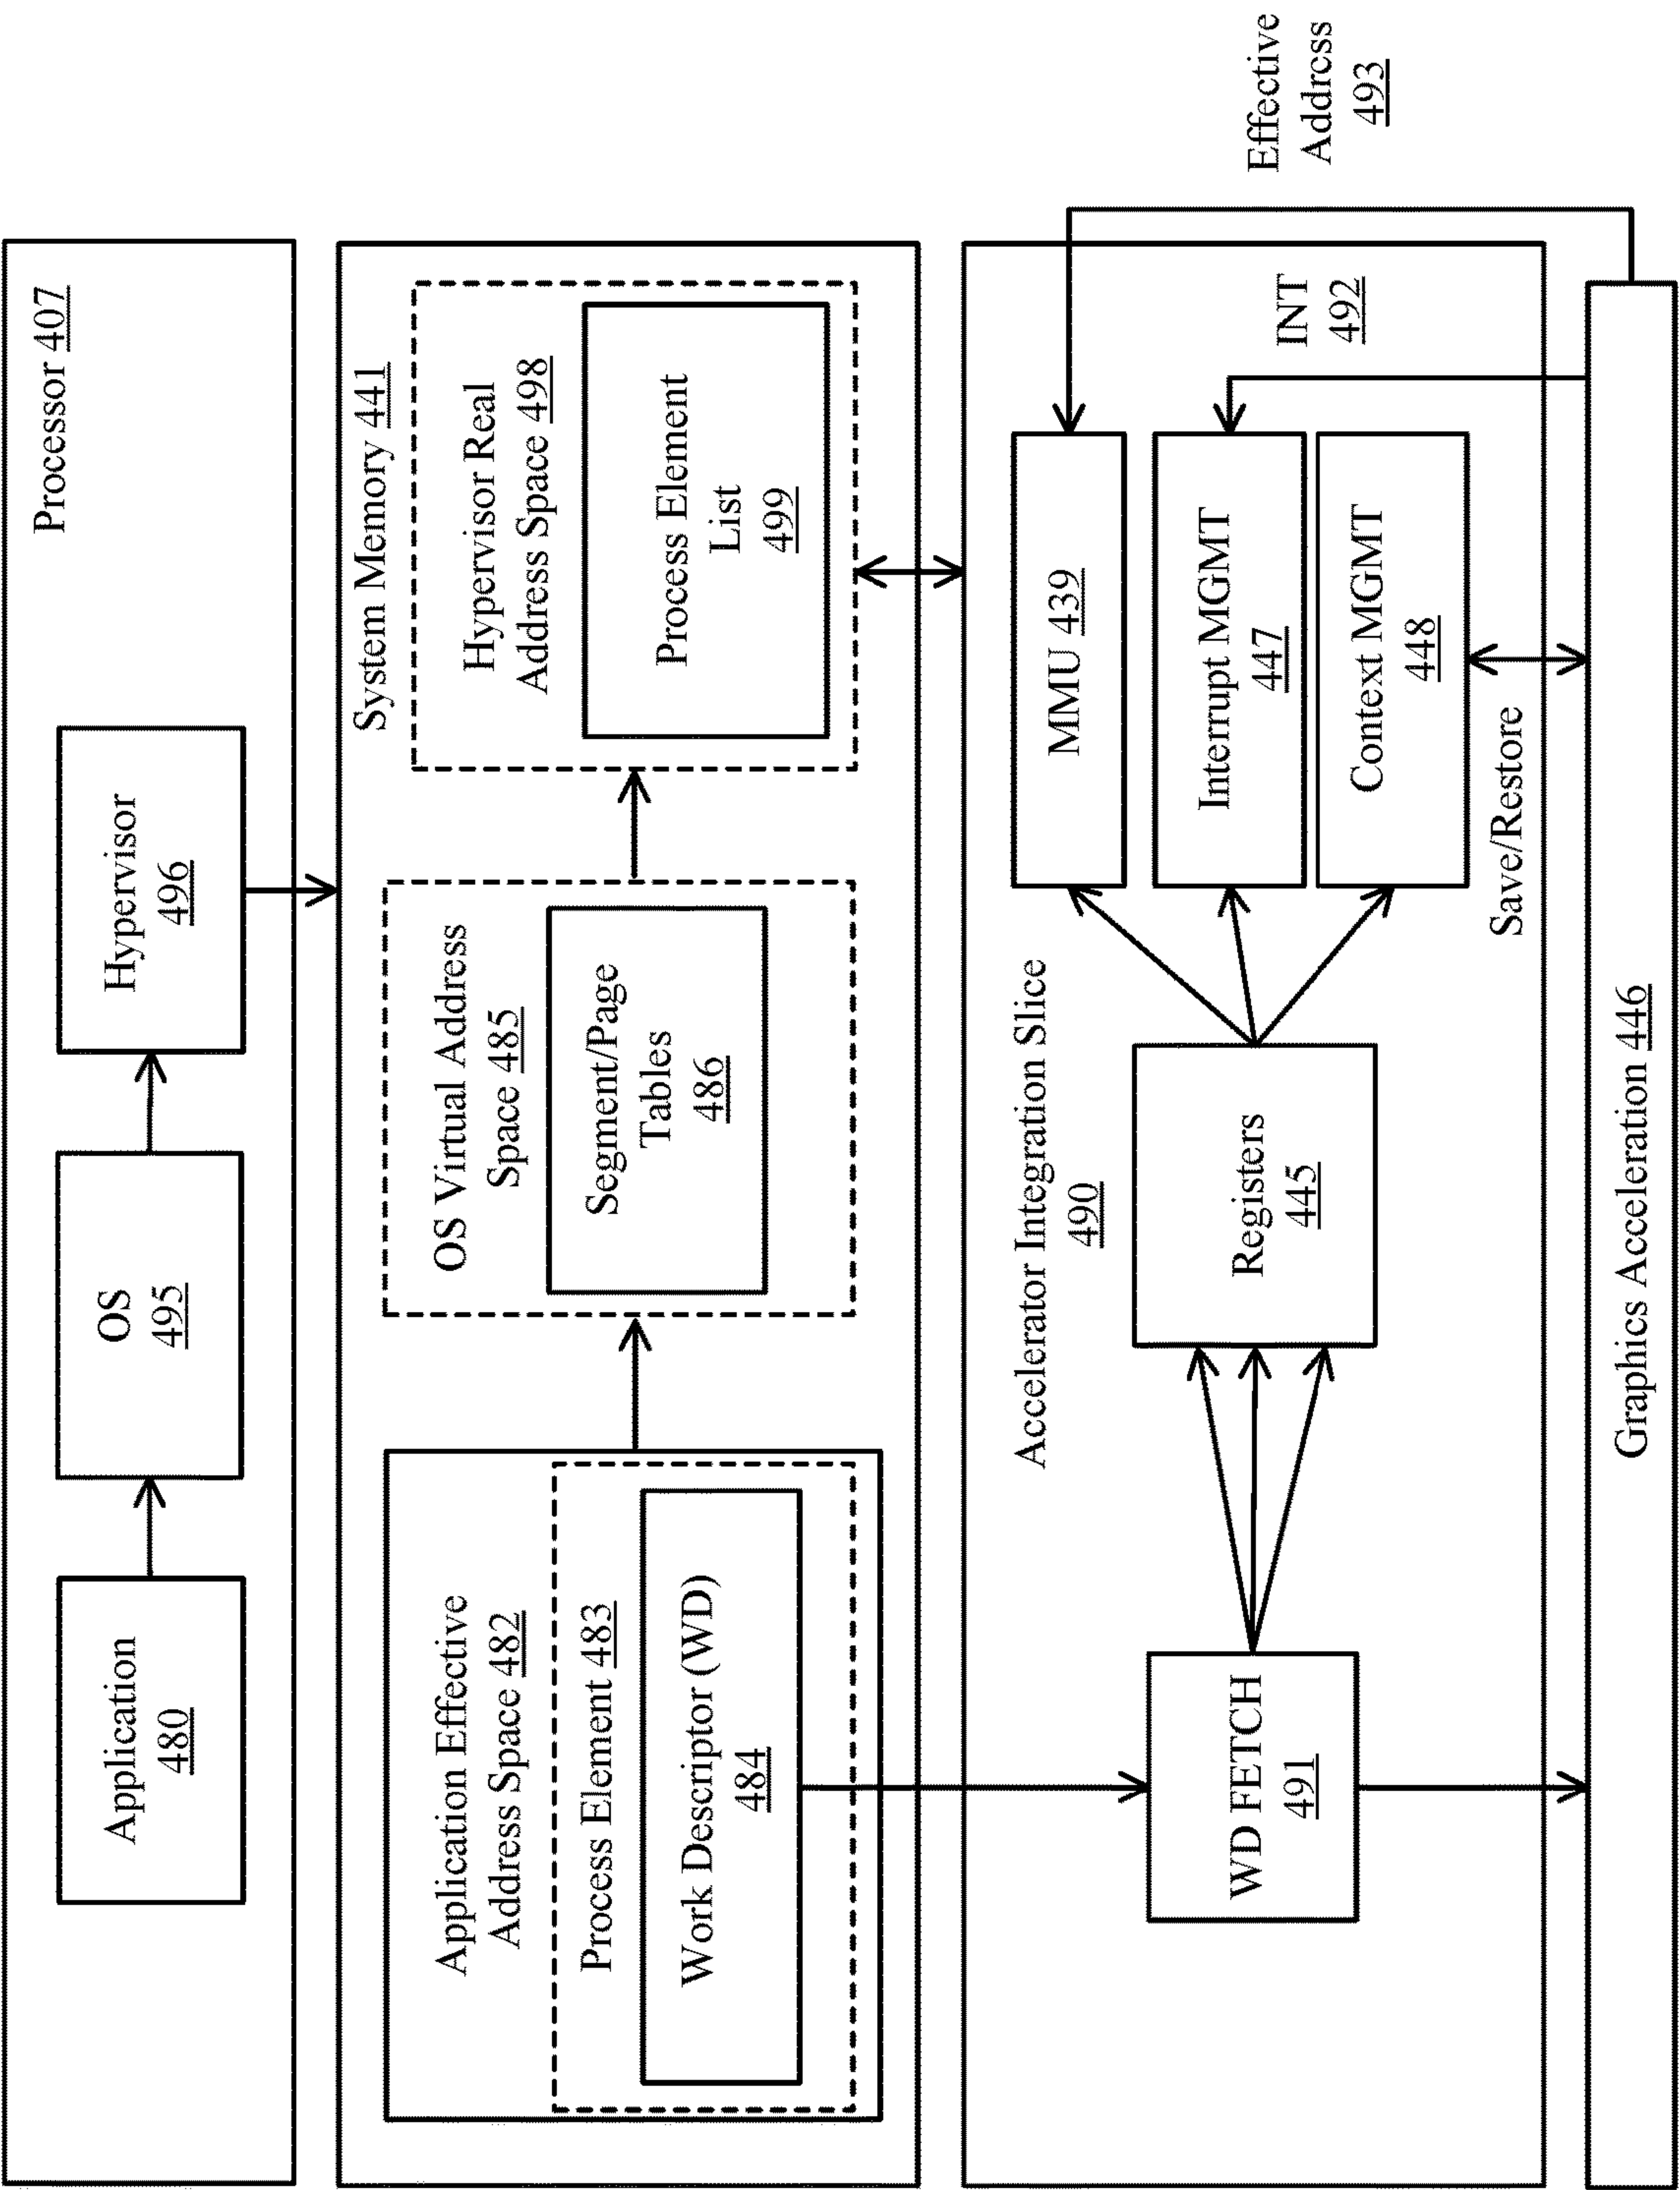 Processor 407
Application
480
OS
495
Hypervisor
496
System Memory 441
Application Effective
Address Space 482
Process Element 483
Work Descriptor (WD)
484
OS Virtual Address
Space 485
Segment/Page
Tables
486
Hypervisor Real
Address Space 498
Process Element
List
499
Accelerator Integration Slice
490
WD FETCH
491
Registers
445
MMU 439
Interrupt MGMT
447
Context MGMT
448
INT
492
Effective
Address
493
Save/Restore
Graphics Acceleration 446